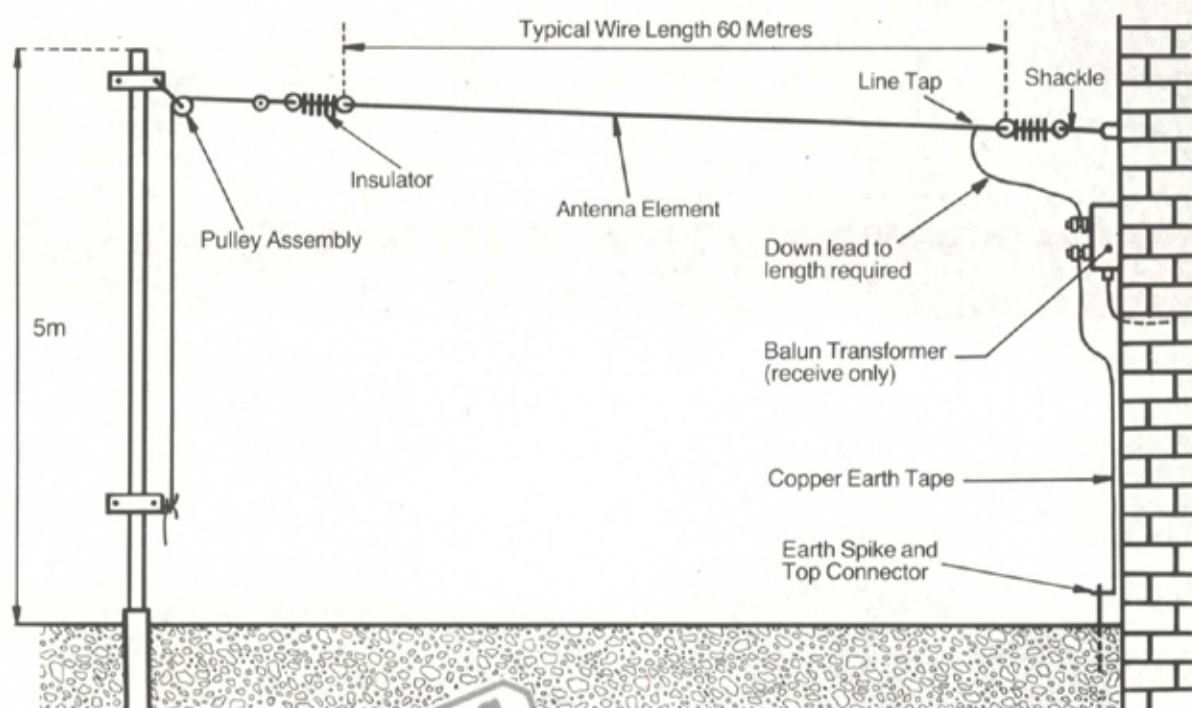 Typical Wire Length 60 Metres
Line Tap
Shackle
Insulator
Antenna Element
Pulley Assembly
Down lead to
length required
5m
Balun Transformer
(receive only)
Copper Earth Tape
Earth Spike and
Top Connector